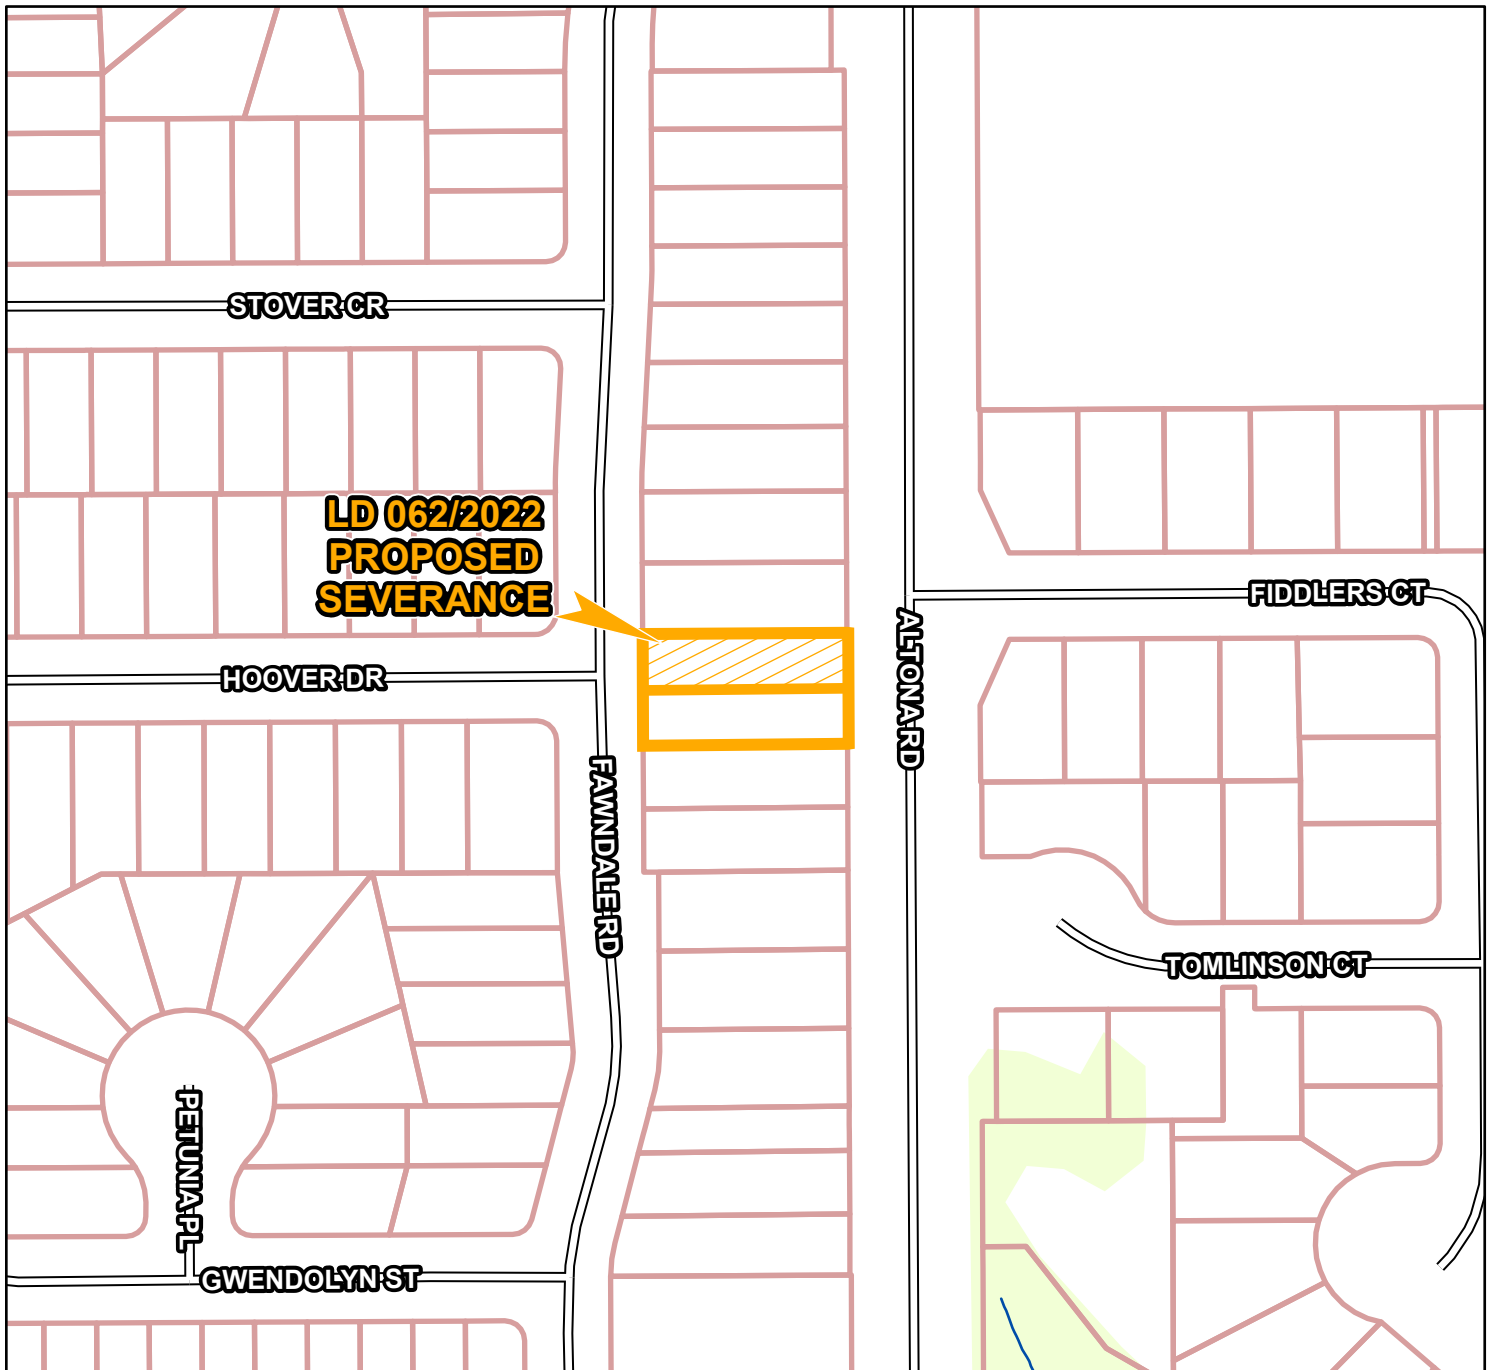 STOVER CR
LD 062/2022
PROPOSED
SEVERANCE
FIDDLERS CT
HOOVER DR
ALTONA RD
FAWNDALE RD
TOMLINSON CT
PETUNIA PL
GWENDOLYN ST